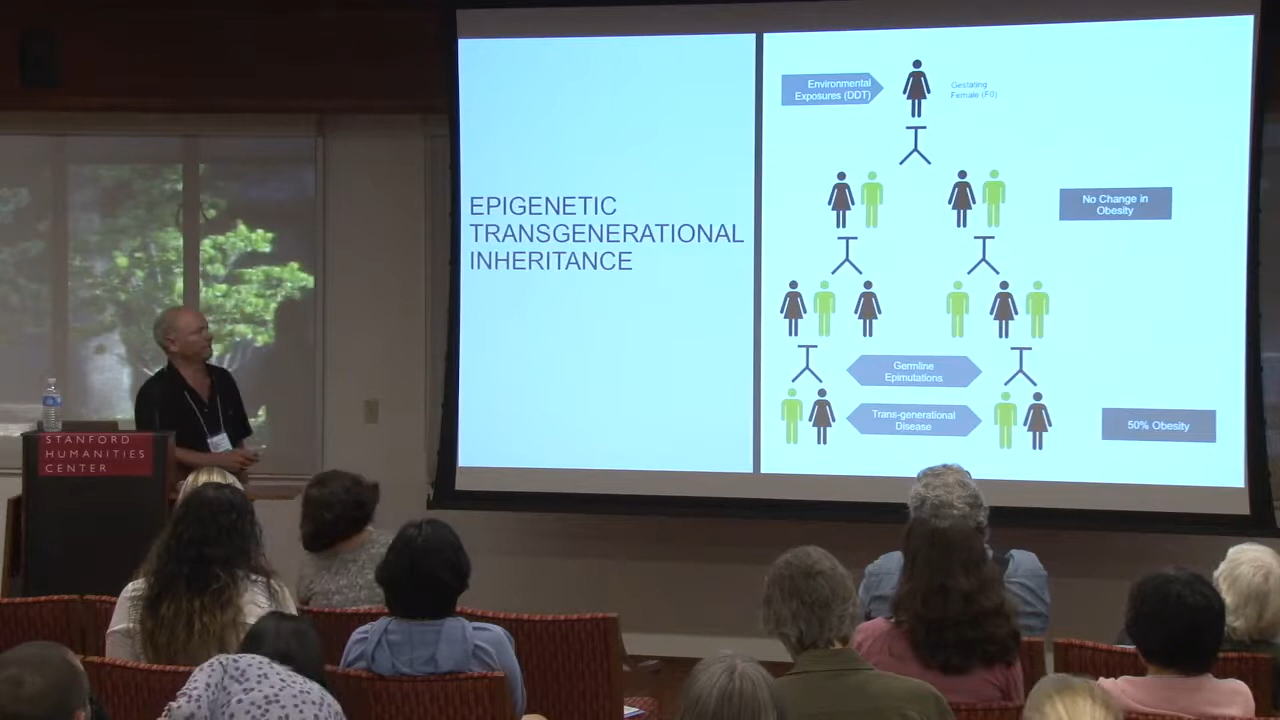 EPIGENETIC
TRANSGENERATIONAL
INHERITANCE
Environmental
Exposures (DDT)
Gestating
Female (F0)
No Change in
Obesity
Germline
Epimutations
Trans-generational
Disease
50% Obesity
STANFORD
HUMANITIES
CENTER